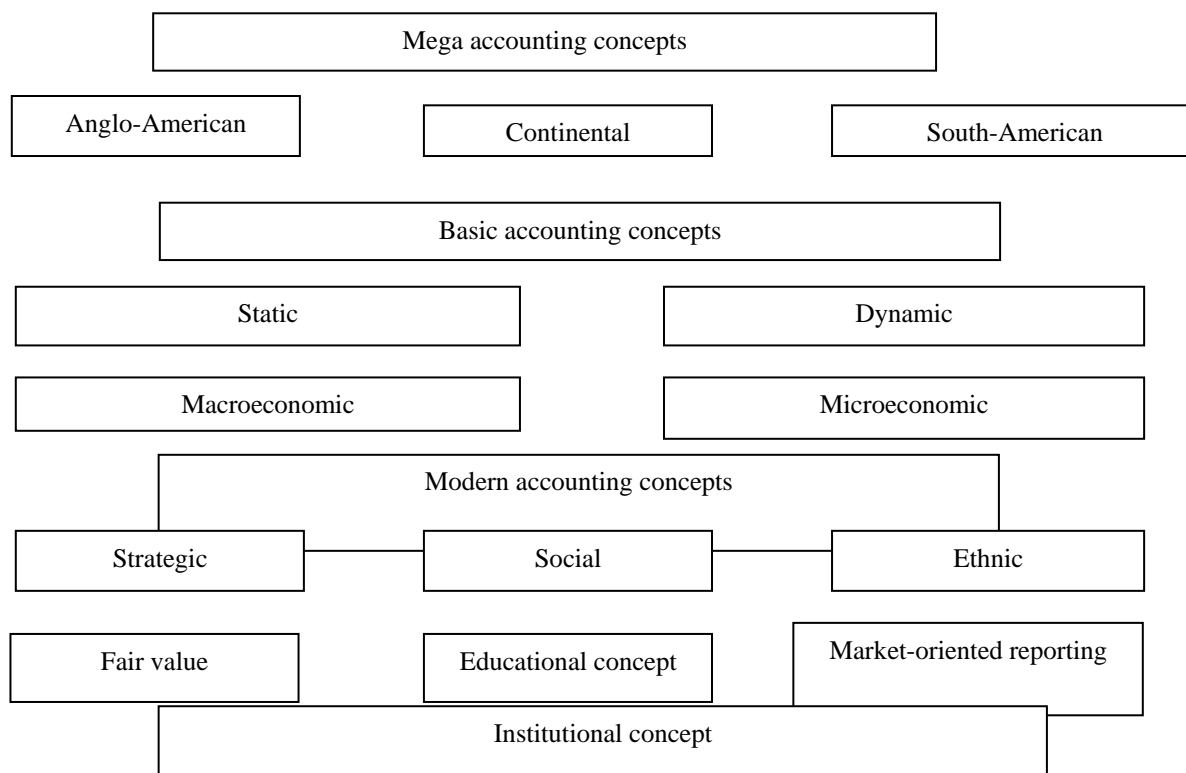 Mega accounting concepts
Anglo-American
Continental
South-American
Basic accounting concepts
Static
Dynamic
Macroeconomic
Microeconomic
Modern accounting concepts
Strategic
Social
Ethnic
Fair value
Educational concept
Market-oriented reporting
Institutional concept